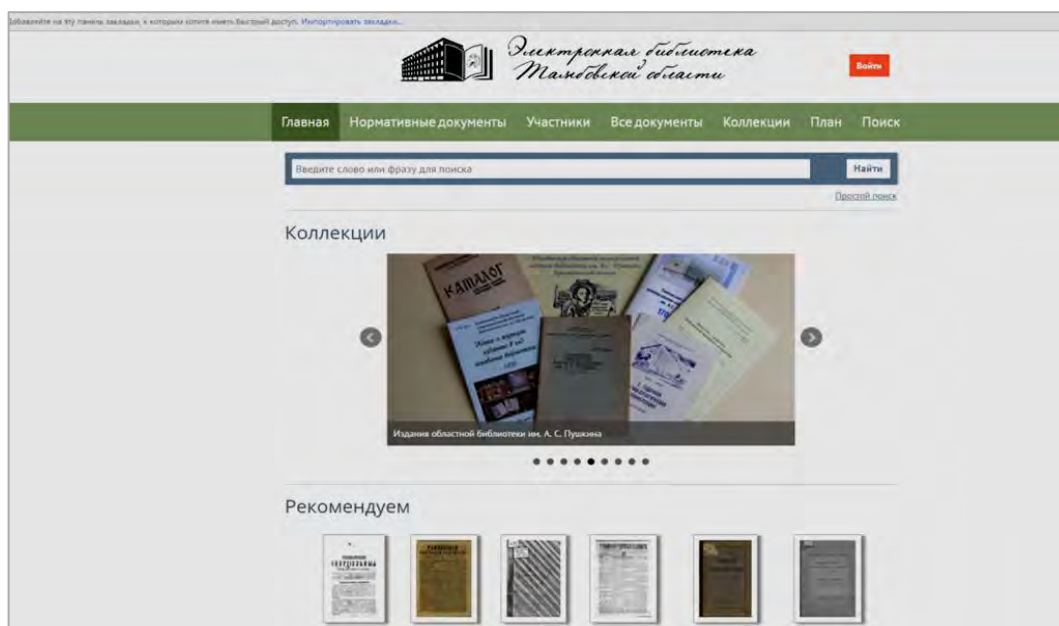 Добавляйте на эту панель закладки, к которым хотите иметь быстрый доступ. Импортировать закладки...
Электронная библиотека
Тамбовской области
Войти
Главная Нормативные документы Участники Все документы Коллекции План Поиск
Введите слово или фразу для поиска
Найти
Простой поиск
Коллекции
КАТАЛОГ
Издания областной библиотеки им. А. С. Пушкина
Рекомендуем